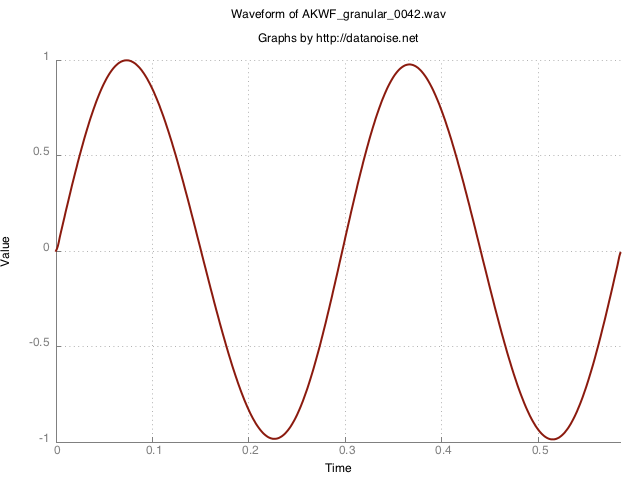 Waveform of AKWF_granular_0042.wav
Graphs by http://datanoise.net
1
0.5
0
-0.5
-1
Value
0 0.1 0.2 0.3 0.4 0.5
Time